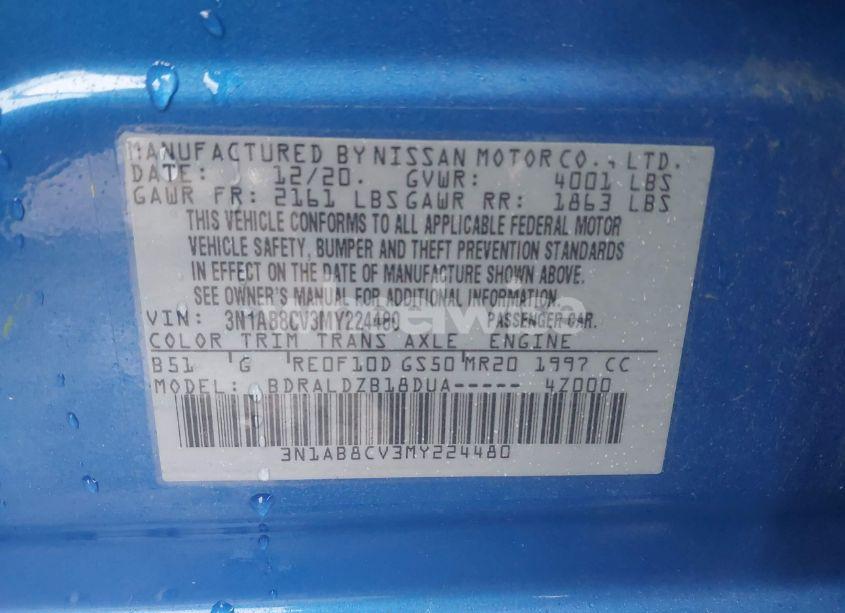 MANUFACTURED BY NISSAN MOTOR CO., LTD.
DATE: 12/20. GVWR: 4001 LBS
GAWR FR: 2161 LBS GAWR RR: 1863 LBS
THIS VEHICLE CONFORMS TO ALL APPLICABLE FEDERAL MOTOR
VEHICLE SAFETY, BUMPER AND THEFT PREVENTION STANDARDS
IN EFFECT ON THE DATE OF MANUFACTURE SHOWN ABOVE.
SEE OWNER'S MANUAL FOR ADDITIONAL INFORMATION.
VIN: 3N1AB8CV3MY224480 PASSENGER CAR.
COLOR TRIM TRANS AXLE ENGINE
B51 G RE0F10D GS50 MR20 1997 CC
MODEL: BDRALDZB18DUA----- 4Z000
3N1AB8CV3MY224480